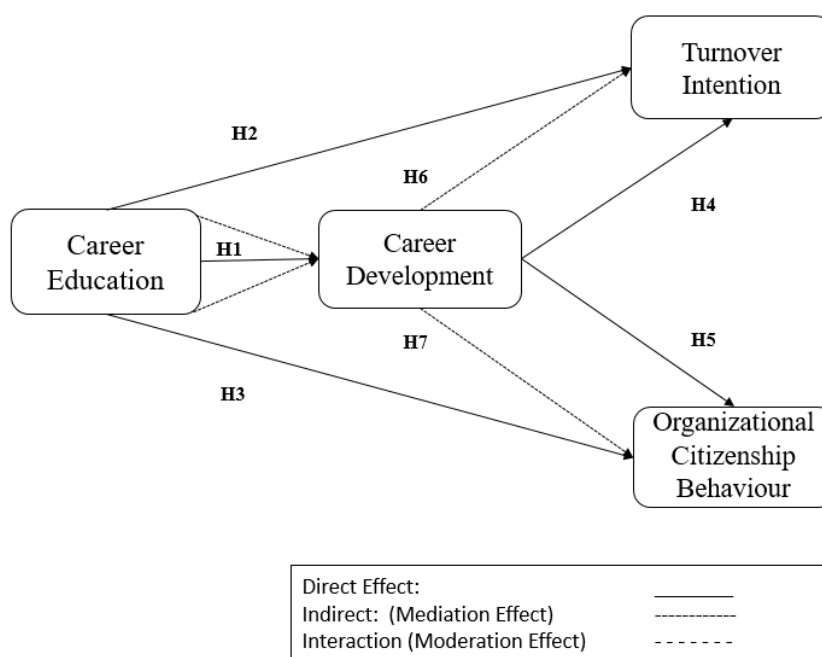 Turnover
Intention
H2
H6
Career
Education
H1
Career
Development
H4
H7
H5
H3
Organizational
Citizenship
Behaviour
Direct Effect:
Indirect: (Mediation Effect)
Interaction (Moderation Effect)